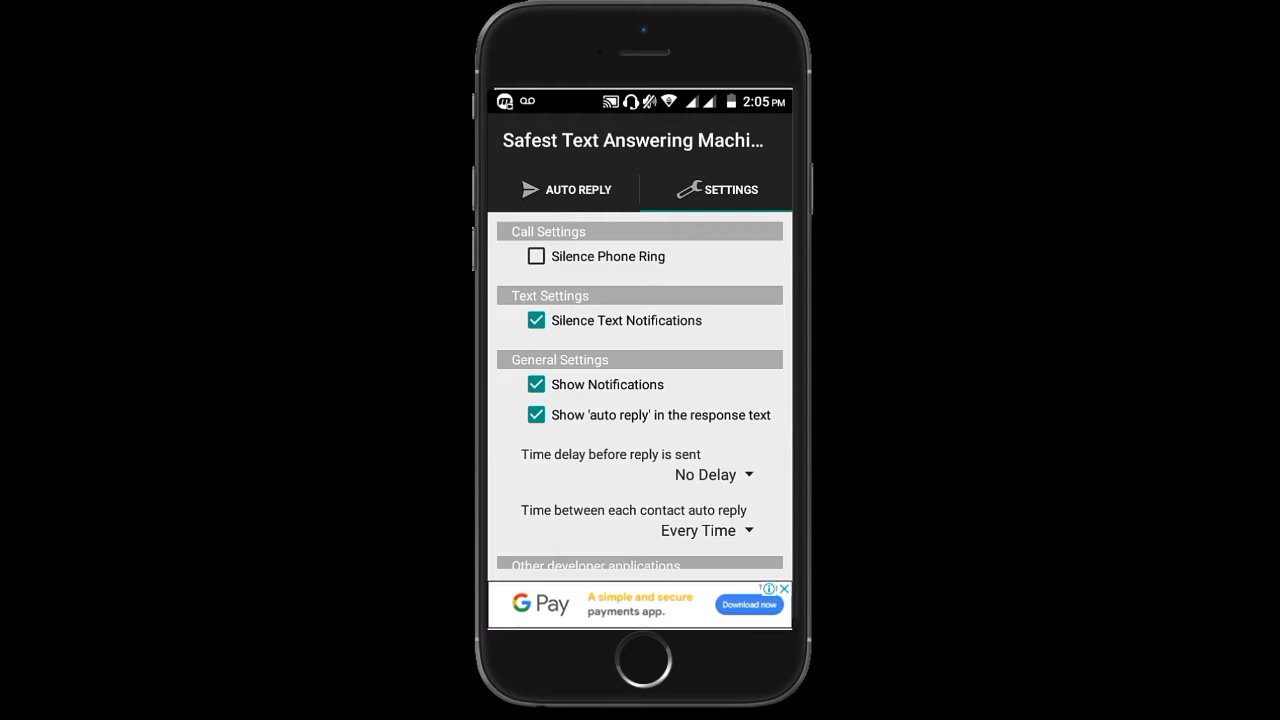 2:05 PM
Safest Text Answering Machi...
AUTO REPLY
SETTINGS
Call Settings
Silence Phone Ring
Text Settings
Silence Text Notifications
General Settings
Show Notifications
Show 'auto reply' in the response text
Time delay before reply is sent
No Delay
Time between each contact auto reply
Every Time
Other developer applications
G Pay
A simple and secure
payments app.
Download now